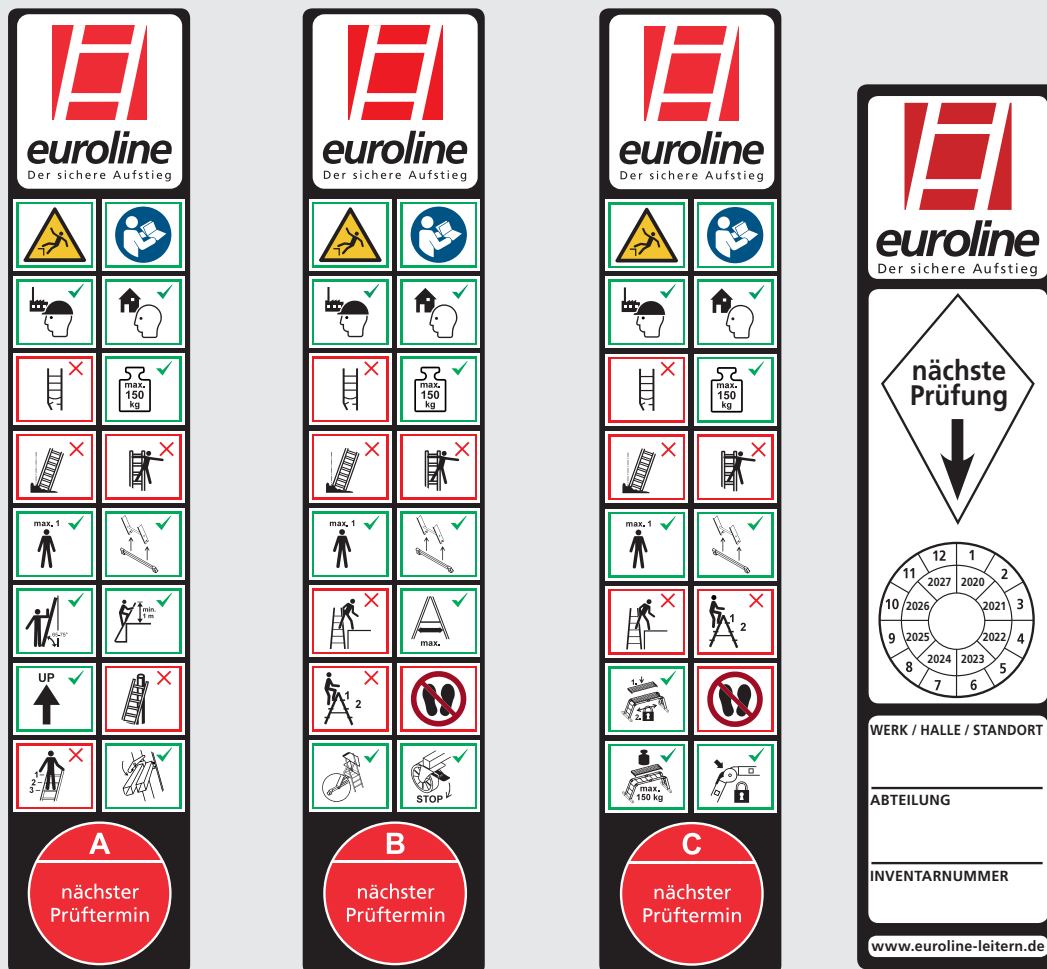 euroline
Der sichere Aufstieg
max.
150
kg
max. 1
65-75°
min.
1 m
UP
1
2
3
A
nächster
Prüftermin
euroline
Der sichere Aufstieg
max.
150
kg
max. 1
max.
1
2
STOP
B
nächster
Prüftermin
euroline
Der sichere Aufstieg
max.
150
kg
max. 1
1
2
1.
2.
max.
150 kg
C
nächster
Prüftermin
euroline
Der sichere Aufstieg
nächste
Prüfung
12 1
11 2
10 3
9 4
8 5
7 6
2027 2020
2026 2021
2025 2022
2024 2023
WERK / HALLE / STANDORT
ABTEILUNG
INVENTARNUMMER
www.euroline-leitern.de